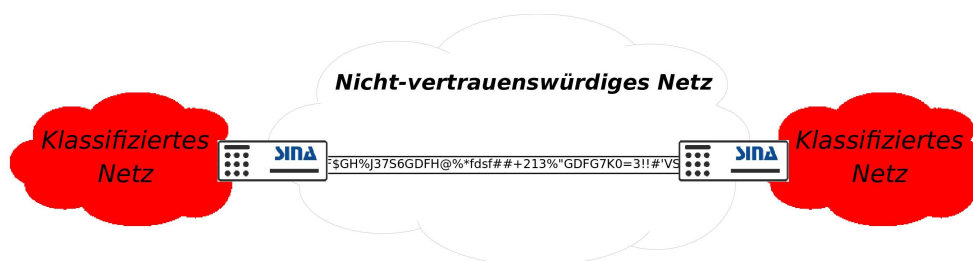 Nicht-vertrauenswürdiges Netz
Klassifiziertes
Netz
SINA
F$GH%J37S6GDFH@%*fdsf##+213%"GDFG7K0=3!!#'VS
SINA
Klassifiziertes
Netz